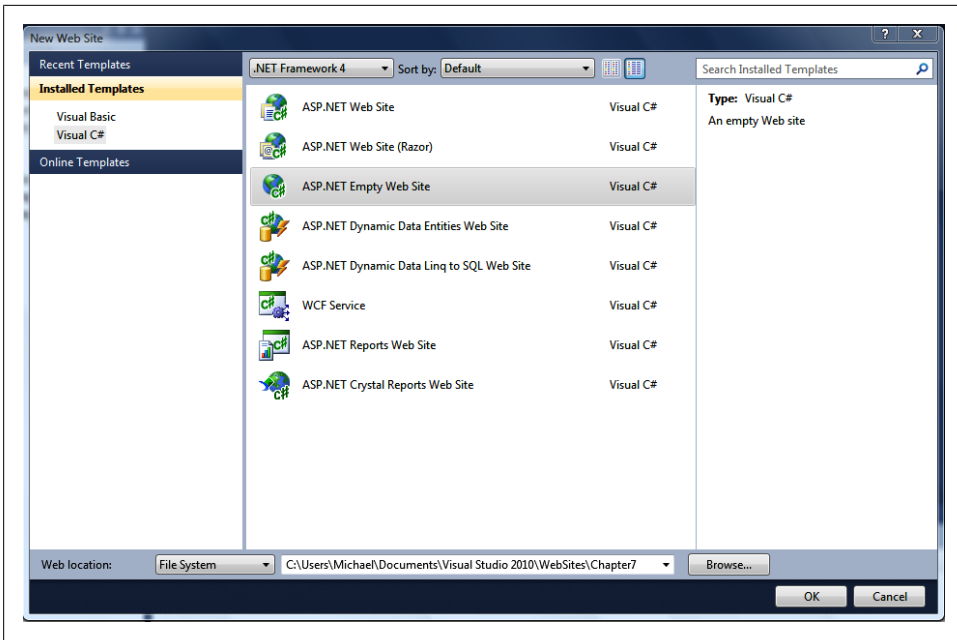 New Web Site
? X
Recent Templates
Installed Templates
Visual Basic
Visual C#
Online Templates
.NET Framework 4 Sort by: Default
Search Installed Templates
ASP.NET Web Site Visual C#
ASP.NET Web Site (Razor) Visual C#
ASP.NET Empty Web Site Visual C#
ASP.NET Dynamic Data Entities Web Site Visual C#
ASP.NET Dynamic Data Linq to SQL Web Site Visual C#
WCF Service Visual C#
ASP.NET Reports Web Site Visual C#
ASP.NET Crystal Reports Web Site Visual C#
Type: Visual C#
An empty Web site
Web location: File System C:\Users\Michael\Documents\Visual Studio 2010\WebSites\Chapter7 Browse...
OK Cancel